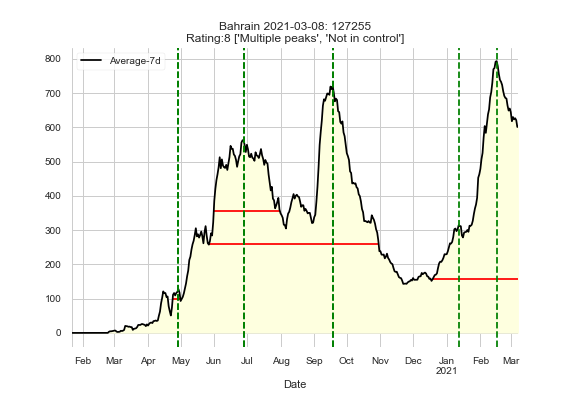 Bahrain 2021-03-08: 127255
Rating:8 ['Multiple peaks', 'Not in control']
Average-7d
800
700
600
500
400
300
200
100
0
Feb Mar Apr May Jun Jul Aug Sep Oct Nov Dec Jan Feb Mar
2021
Date